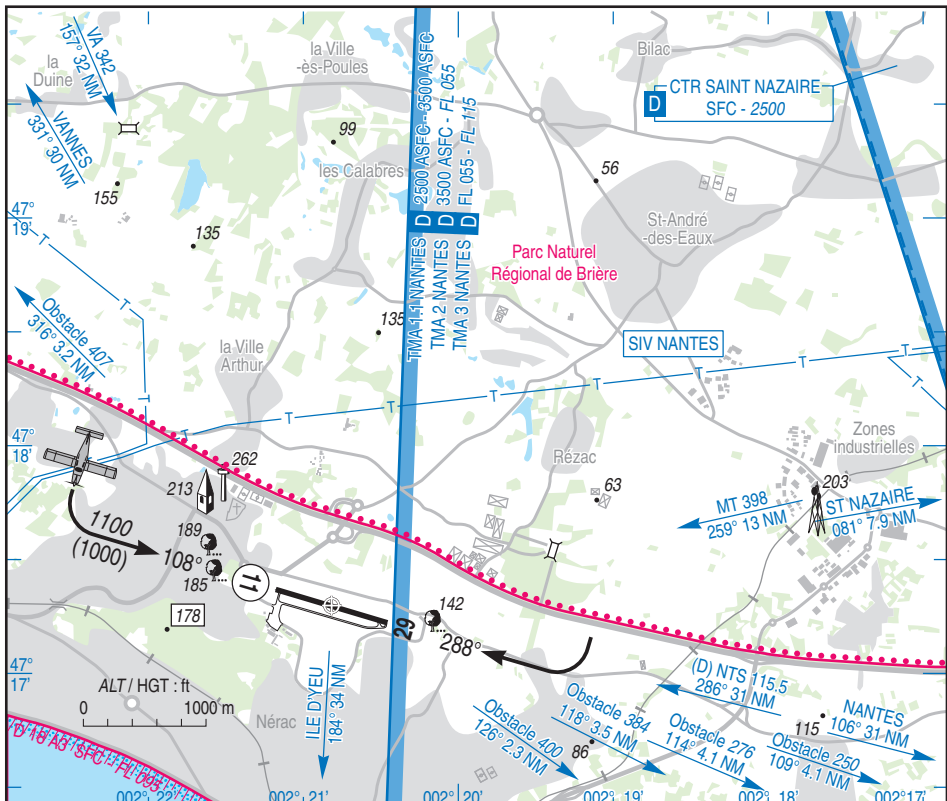 VA 342
157° 32 NM
la
Duine
VANNES
331° 30 NM
la Ville
-ès-Poules
99
les Calabres
155
135
135
TMA 1.1 NANTES D 2500 ASFC - 3500 ASFC
TMA 2 NANTES D 3500 ASFC - FL 055
TMA 3 NANTES D FL 055 - FL 115
Bilac
D
CTR SAINT NAZAIRE
SFC - 2500
56
St-André
-des-Eaux
Parc Naturel
Régional de Brière
47°
19'
T
T
T
T
T
T
T
T
Obstacle 407
316° 3.2 NM
la Ville
Arthur
SIV NANTES
47°
18'
Zones
industrielles
262
213
Rézac
63
203
MT 398
259° 13 NM
ST NAZAIRE
081° 7.9 NM
1100
(1000)
189
108°
185
11
178
142
29
288°
47°
17'
ALT / HGT : ft
0 1000 m
Nérac
ILE D'YEU
184° 34 NM
(D) NTS 115.5
286° 31 NM
NANTES
106° 31 NM
115
86
Obstacle 400
126° 2.3 NM
Obstacle 384
118° 3.5 NM
Obstacle 276
114° 4.1 NM
Obstacle 250
109° 4.1 NM
D 18 A3 SFC - FL 095
002° 22'
002° 21'
002° 20'
002° 19'
002° 18'
002°17'